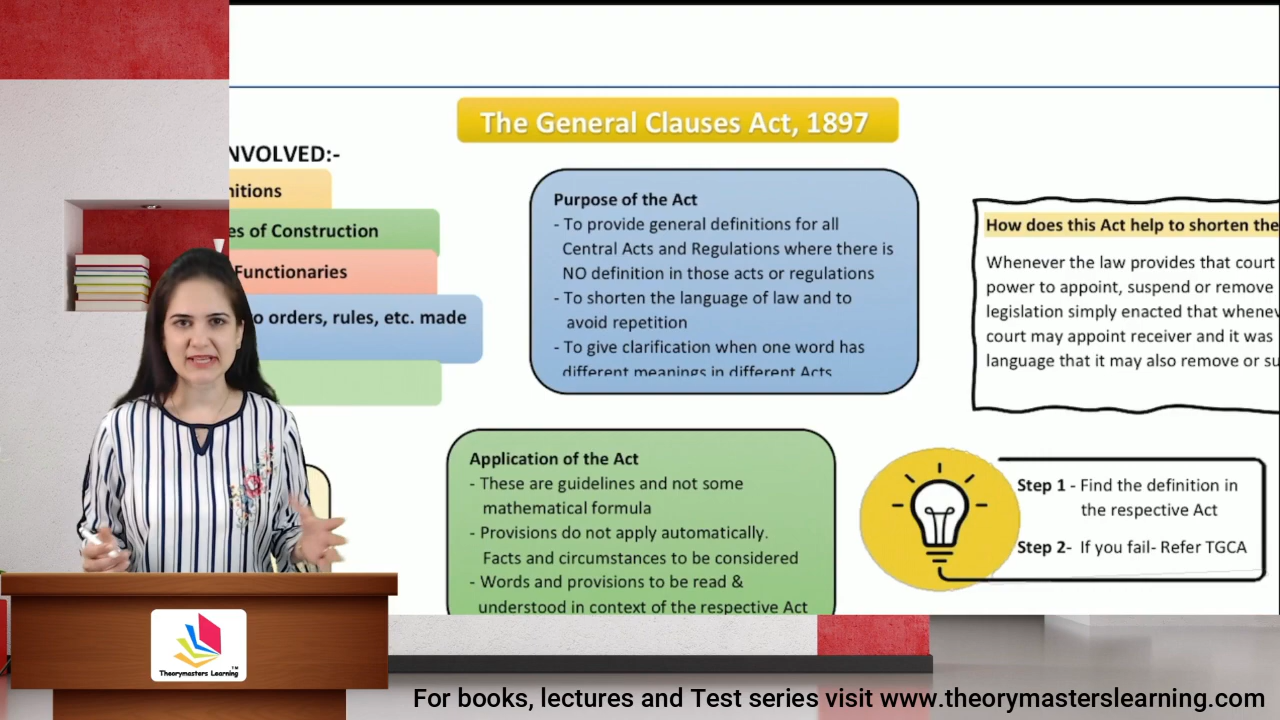 The General Clauses Act, 1897
NVOLVED:-
nitions
es of Construction
Functionaries
o orders, rules, etc. made
Purpose of the Act
- To provide general definitions for all
Central Acts and Regulations where there is
NO definition in those acts or regulations
- To shorten the language of law and to
avoid repetition
- To give clarification when one word has
different meanings in different Acts
How does this Act help to shorten the
Whenever the law provides that court
power to appoint, suspend or remove
legislation simply enacted that whenev
court may appoint receiver and it was
language that it may also remove or su
Application of the Act
- These are guidelines and not some
mathematical formula
- Provisions do not apply automatically.
Facts and circumstances to be considered
- Words and provisions to be read &
understood in context of the respective Act
Step 1 - Find the definition in
the respective Act
Step 2- If you fail- Refer TGCA
Theorymasters Learning™
For books, lectures and Test series visit www.theorymasterslearning.com